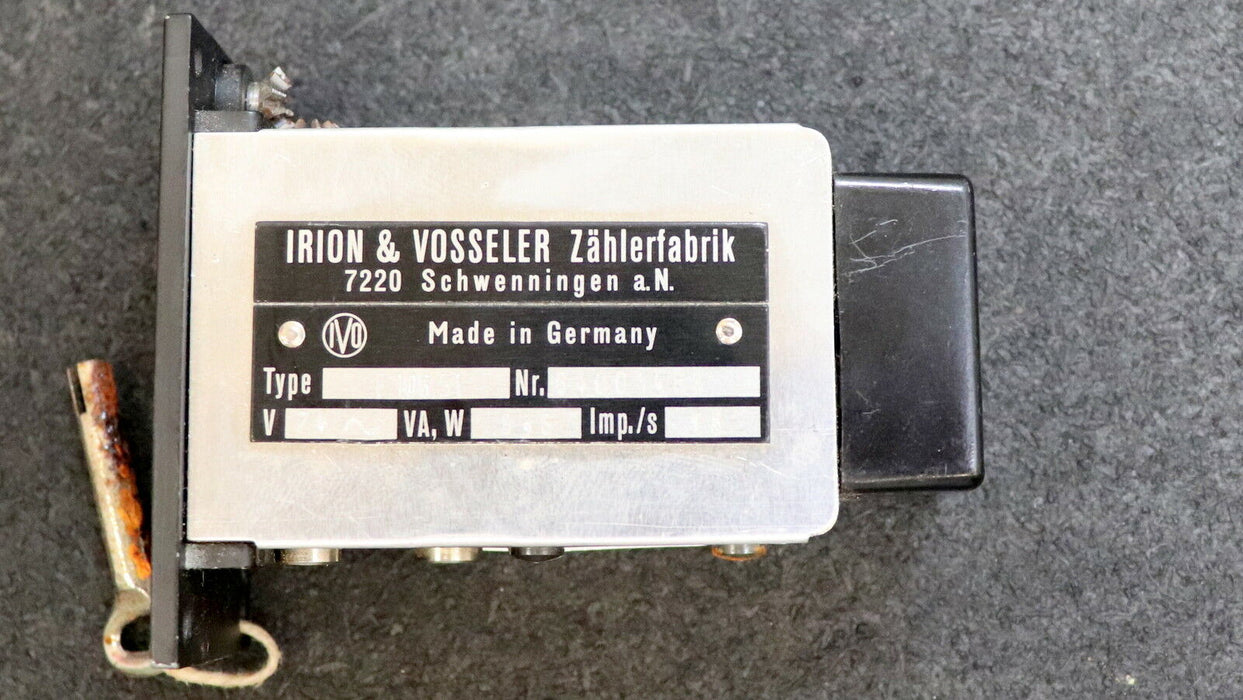 IRION & VOSSELER Zählerfabrik
7220 Schwenningen a.N.
IVO Made in Germany
Type Nr.
V VA, W Imp./s